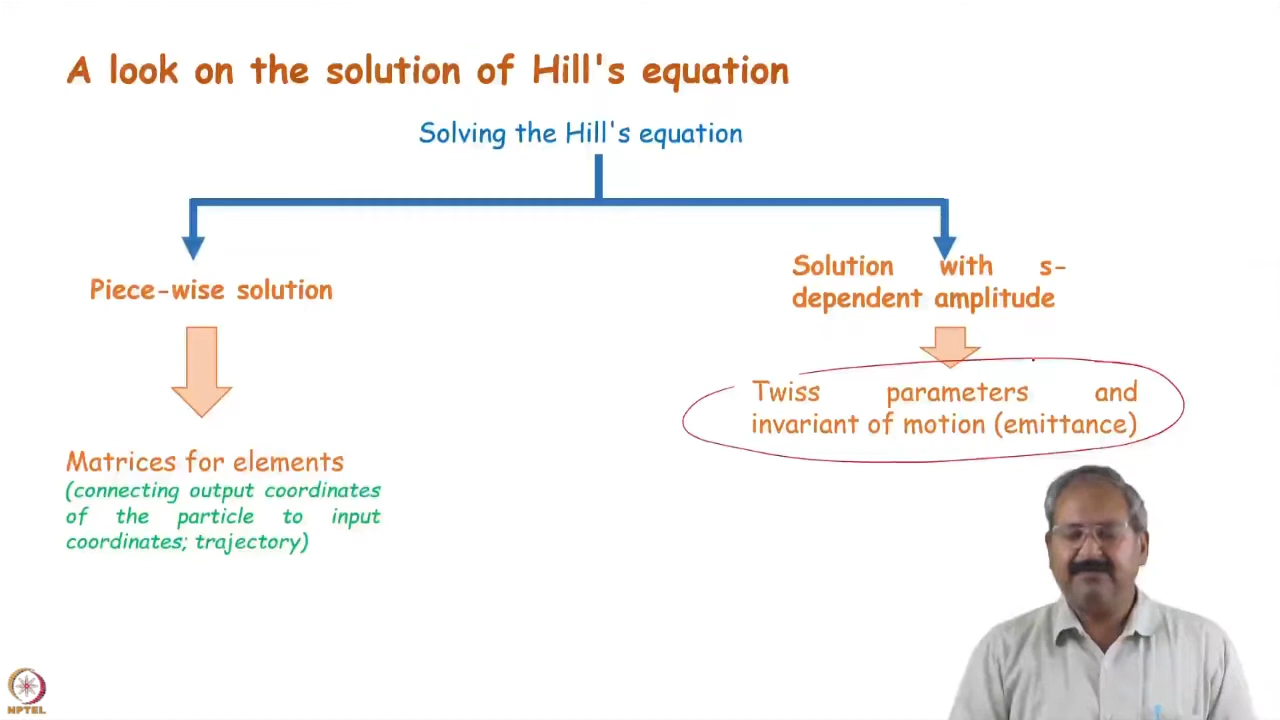 A look on the solution of Hill's equation
Solving the Hill's equation
Piece-wise solution
Solution with s-
dependent amplitude
Twiss parameters and
invariant of motion (emittance)
Matrices for elements
(connecting output coordinates
of the particle to input
coordinates; trajectory)
NPTEL